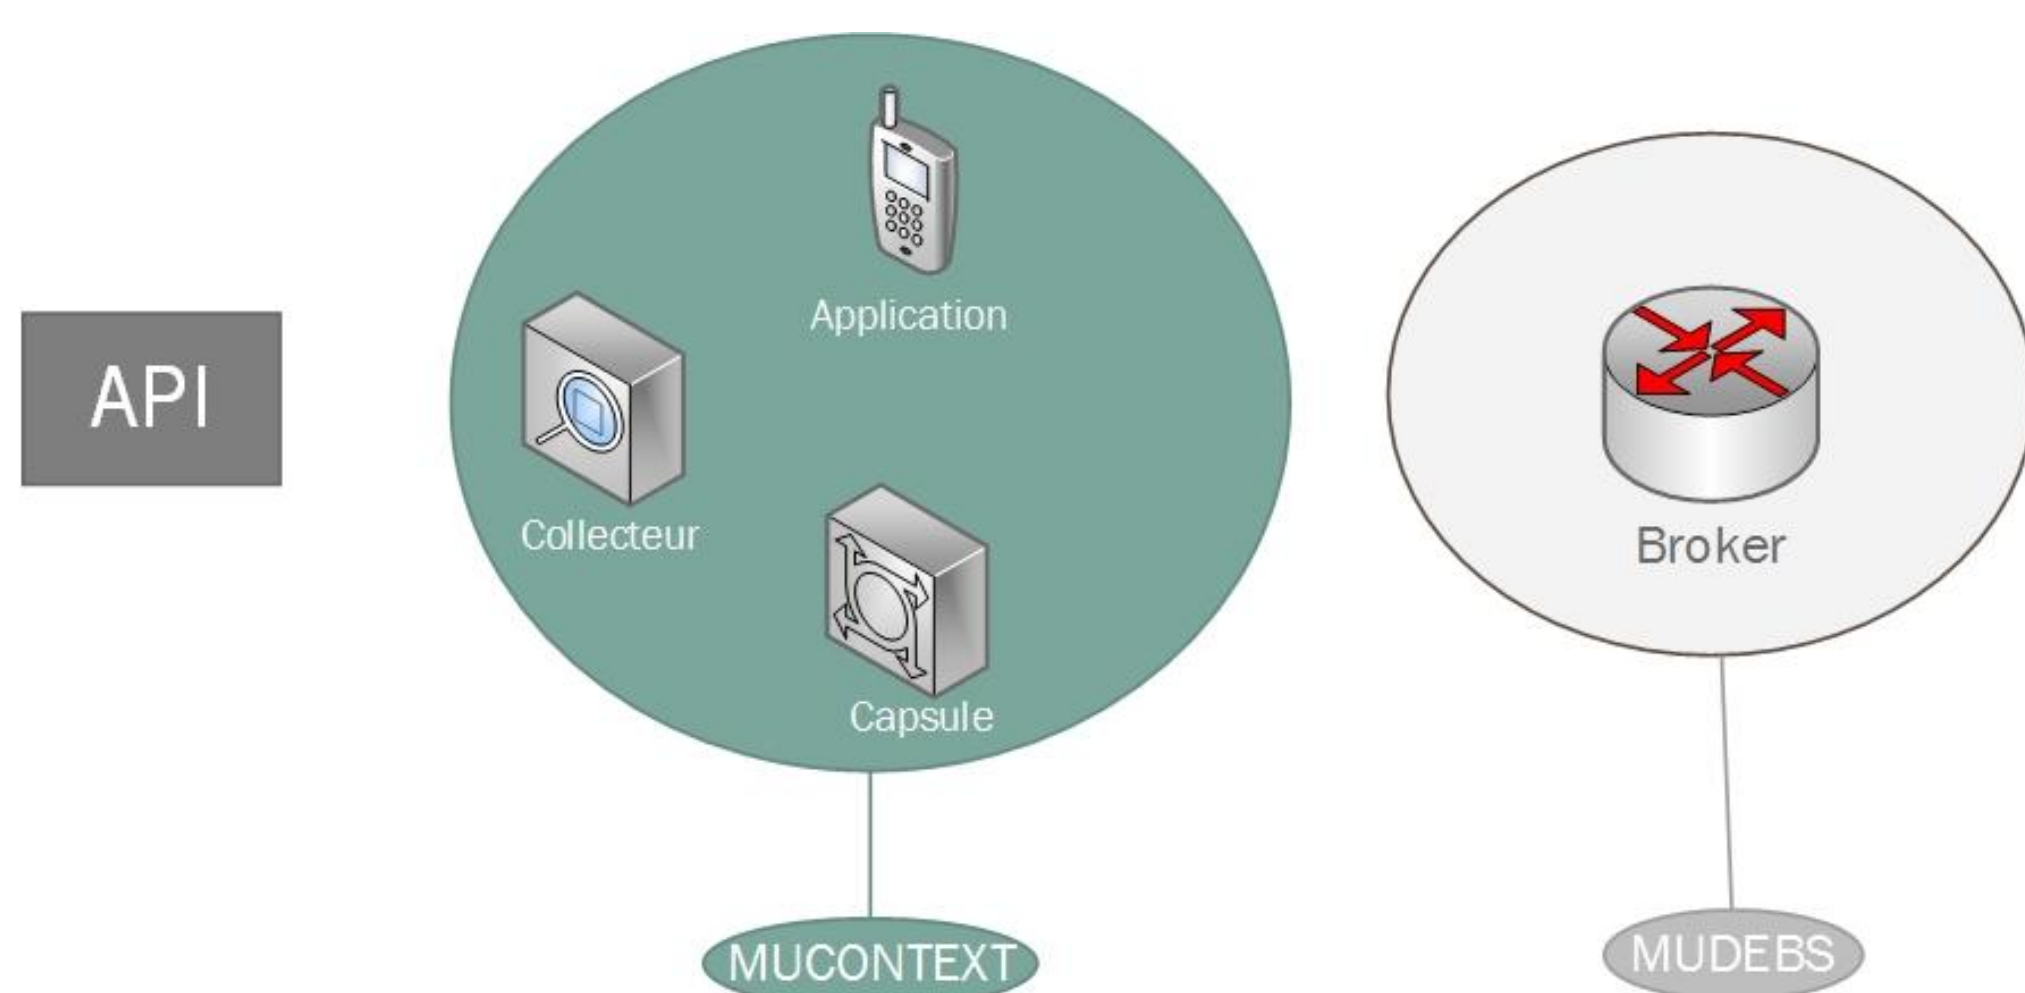 Application
API
Collecteur
Broker
Capsule
MUCONTEXT
MUDEBS